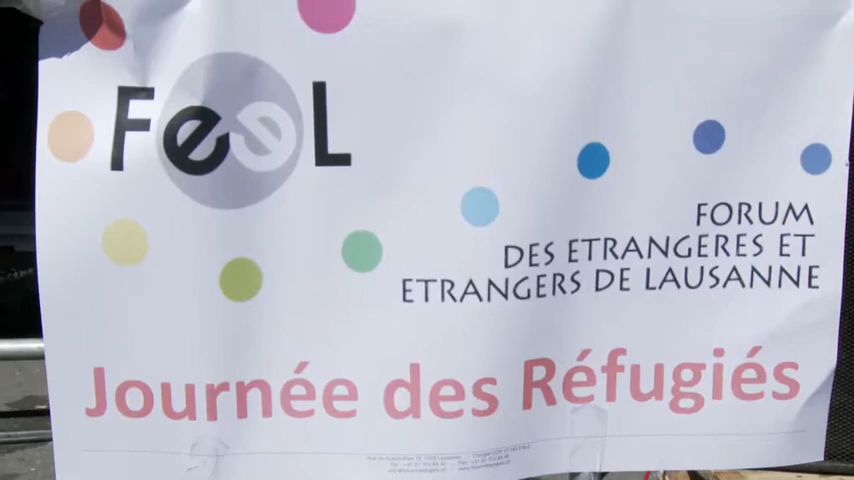 FeeL
FORUM
DES ETRANGERES ET
ETRANGERS DE LAUSANNE
Journée des Réfugiés